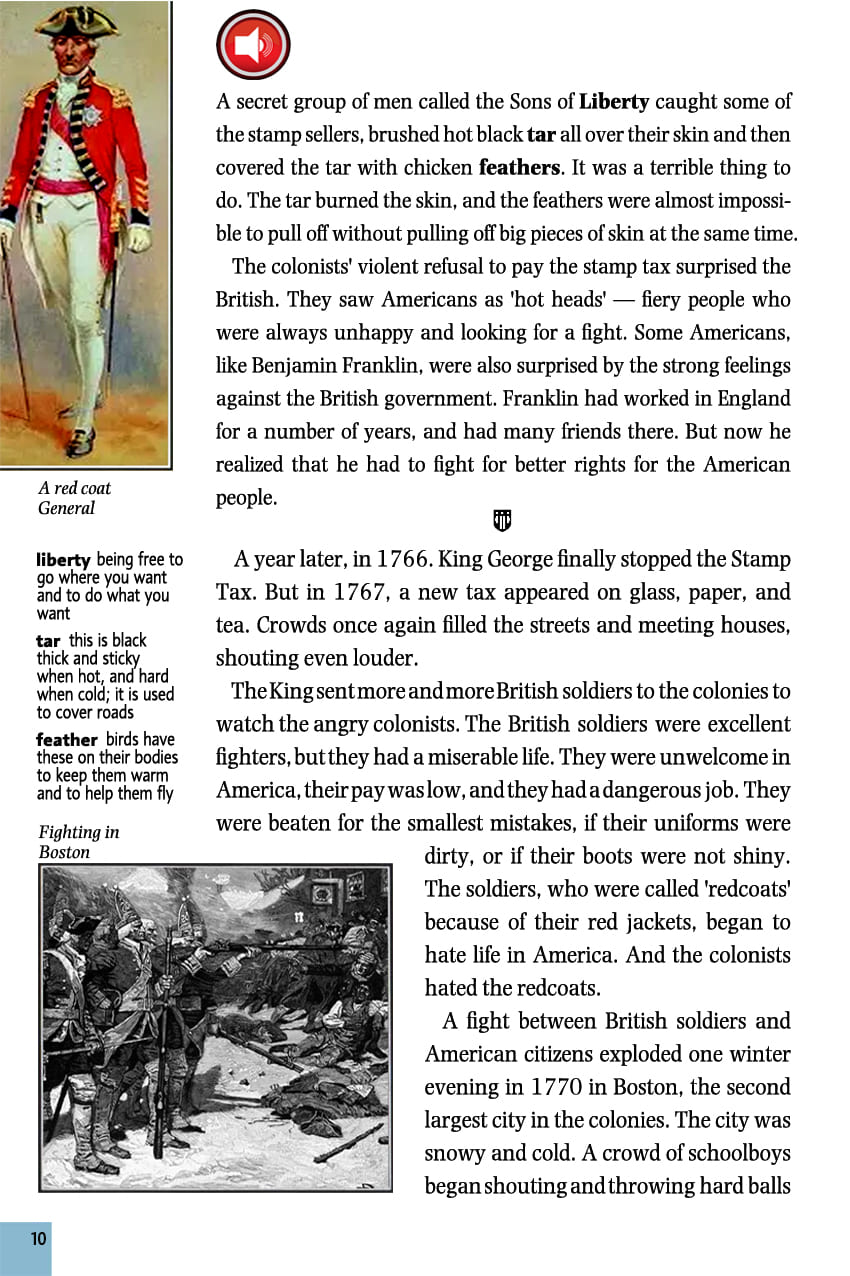 A secret group of men called the Sons of Liberty caught some of
the stamp sellers, brushed hot black tar all over their skin and then
covered the tar with chicken feathers. It was a terrible thing to
do. The tar burned the skin, and the feathers were almost impossi-
ble to pull off without pulling off big pieces of skin at the same time.
The colonists' violent refusal to pay the stamp tax surprised the
British. They saw Americans as 'hot heads' — fiery people who
were always unhappy and looking for a fight. Some Americans,
like Benjamin Franklin, were also surprised by the strong feelings
against the British government. Franklin had worked in England
for a number of years, and had many friends there. But now he
realized that he had to fight for better rights for the American
people.
A red coat
General
liberty being free to
go where you want
and to do what you
want
tar this is black
thick and sticky
when hot, and hard
when cold; it is used
to cover roads
feather birds have
these on their bodies
to keep them warm
and to help them fly
A year later, in 1766. King George finally stopped the Stamp
Tax. But in 1767, a new tax appeared on glass, paper, and
tea. Crowds once again filled the streets and meeting houses,
shouting even louder.
The King sent more and more British soldiers to the colonies to
watch the angry colonists. The British soldiers were excellent
fighters, but they had a miserable life. They were unwelcome in
America, their pay was low, and they had a dangerous job. They
were beaten for the smallest mistakes, if their uniforms were
dirty, or if their boots were not shiny.
The soldiers, who were called 'redcoats'
because of their red jackets, began to
hate life in America. And the colonists
hated the redcoats.
A fight between British soldiers and
American citizens exploded one winter
evening in 1770 in Boston, the second
largest city in the colonies. The city was
snowy and cold. A crowd of schoolboys
began shouting and throwing hard balls
Fighting in
Boston
10